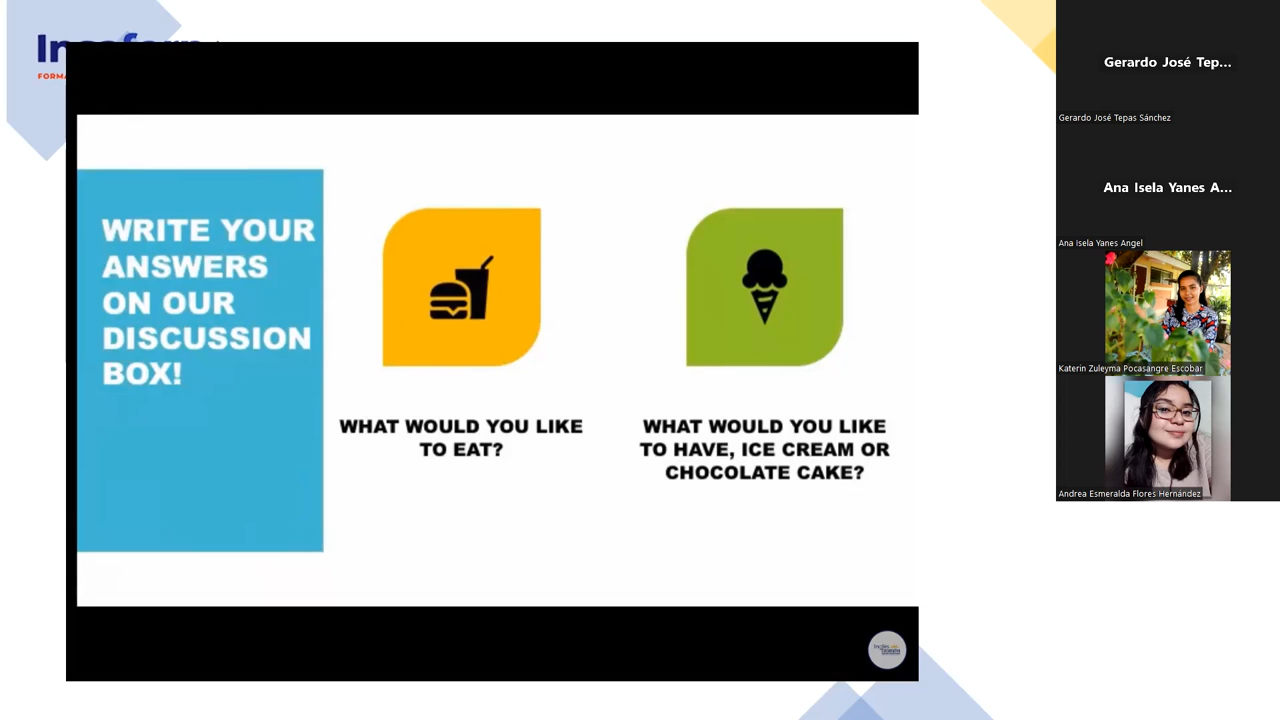 WRITE YOUR
ANSWERS
ON OUR
DISCUSSION
BOX!
WHAT WOULD YOU LIKE
TO EAT?
WHAT WOULD YOU LIKE
TO HAVE, ICE CREAM OR
CHOCOLATE CAKE?
Gerardo José Tep...
Gerardo José Tepas Sánchez
Ana Isela Yanes A...
Ana Isela Yanes Angel
Katerin Zuleyma Pocasangre Escobar
Andrea Esmeralda Flores Hernández